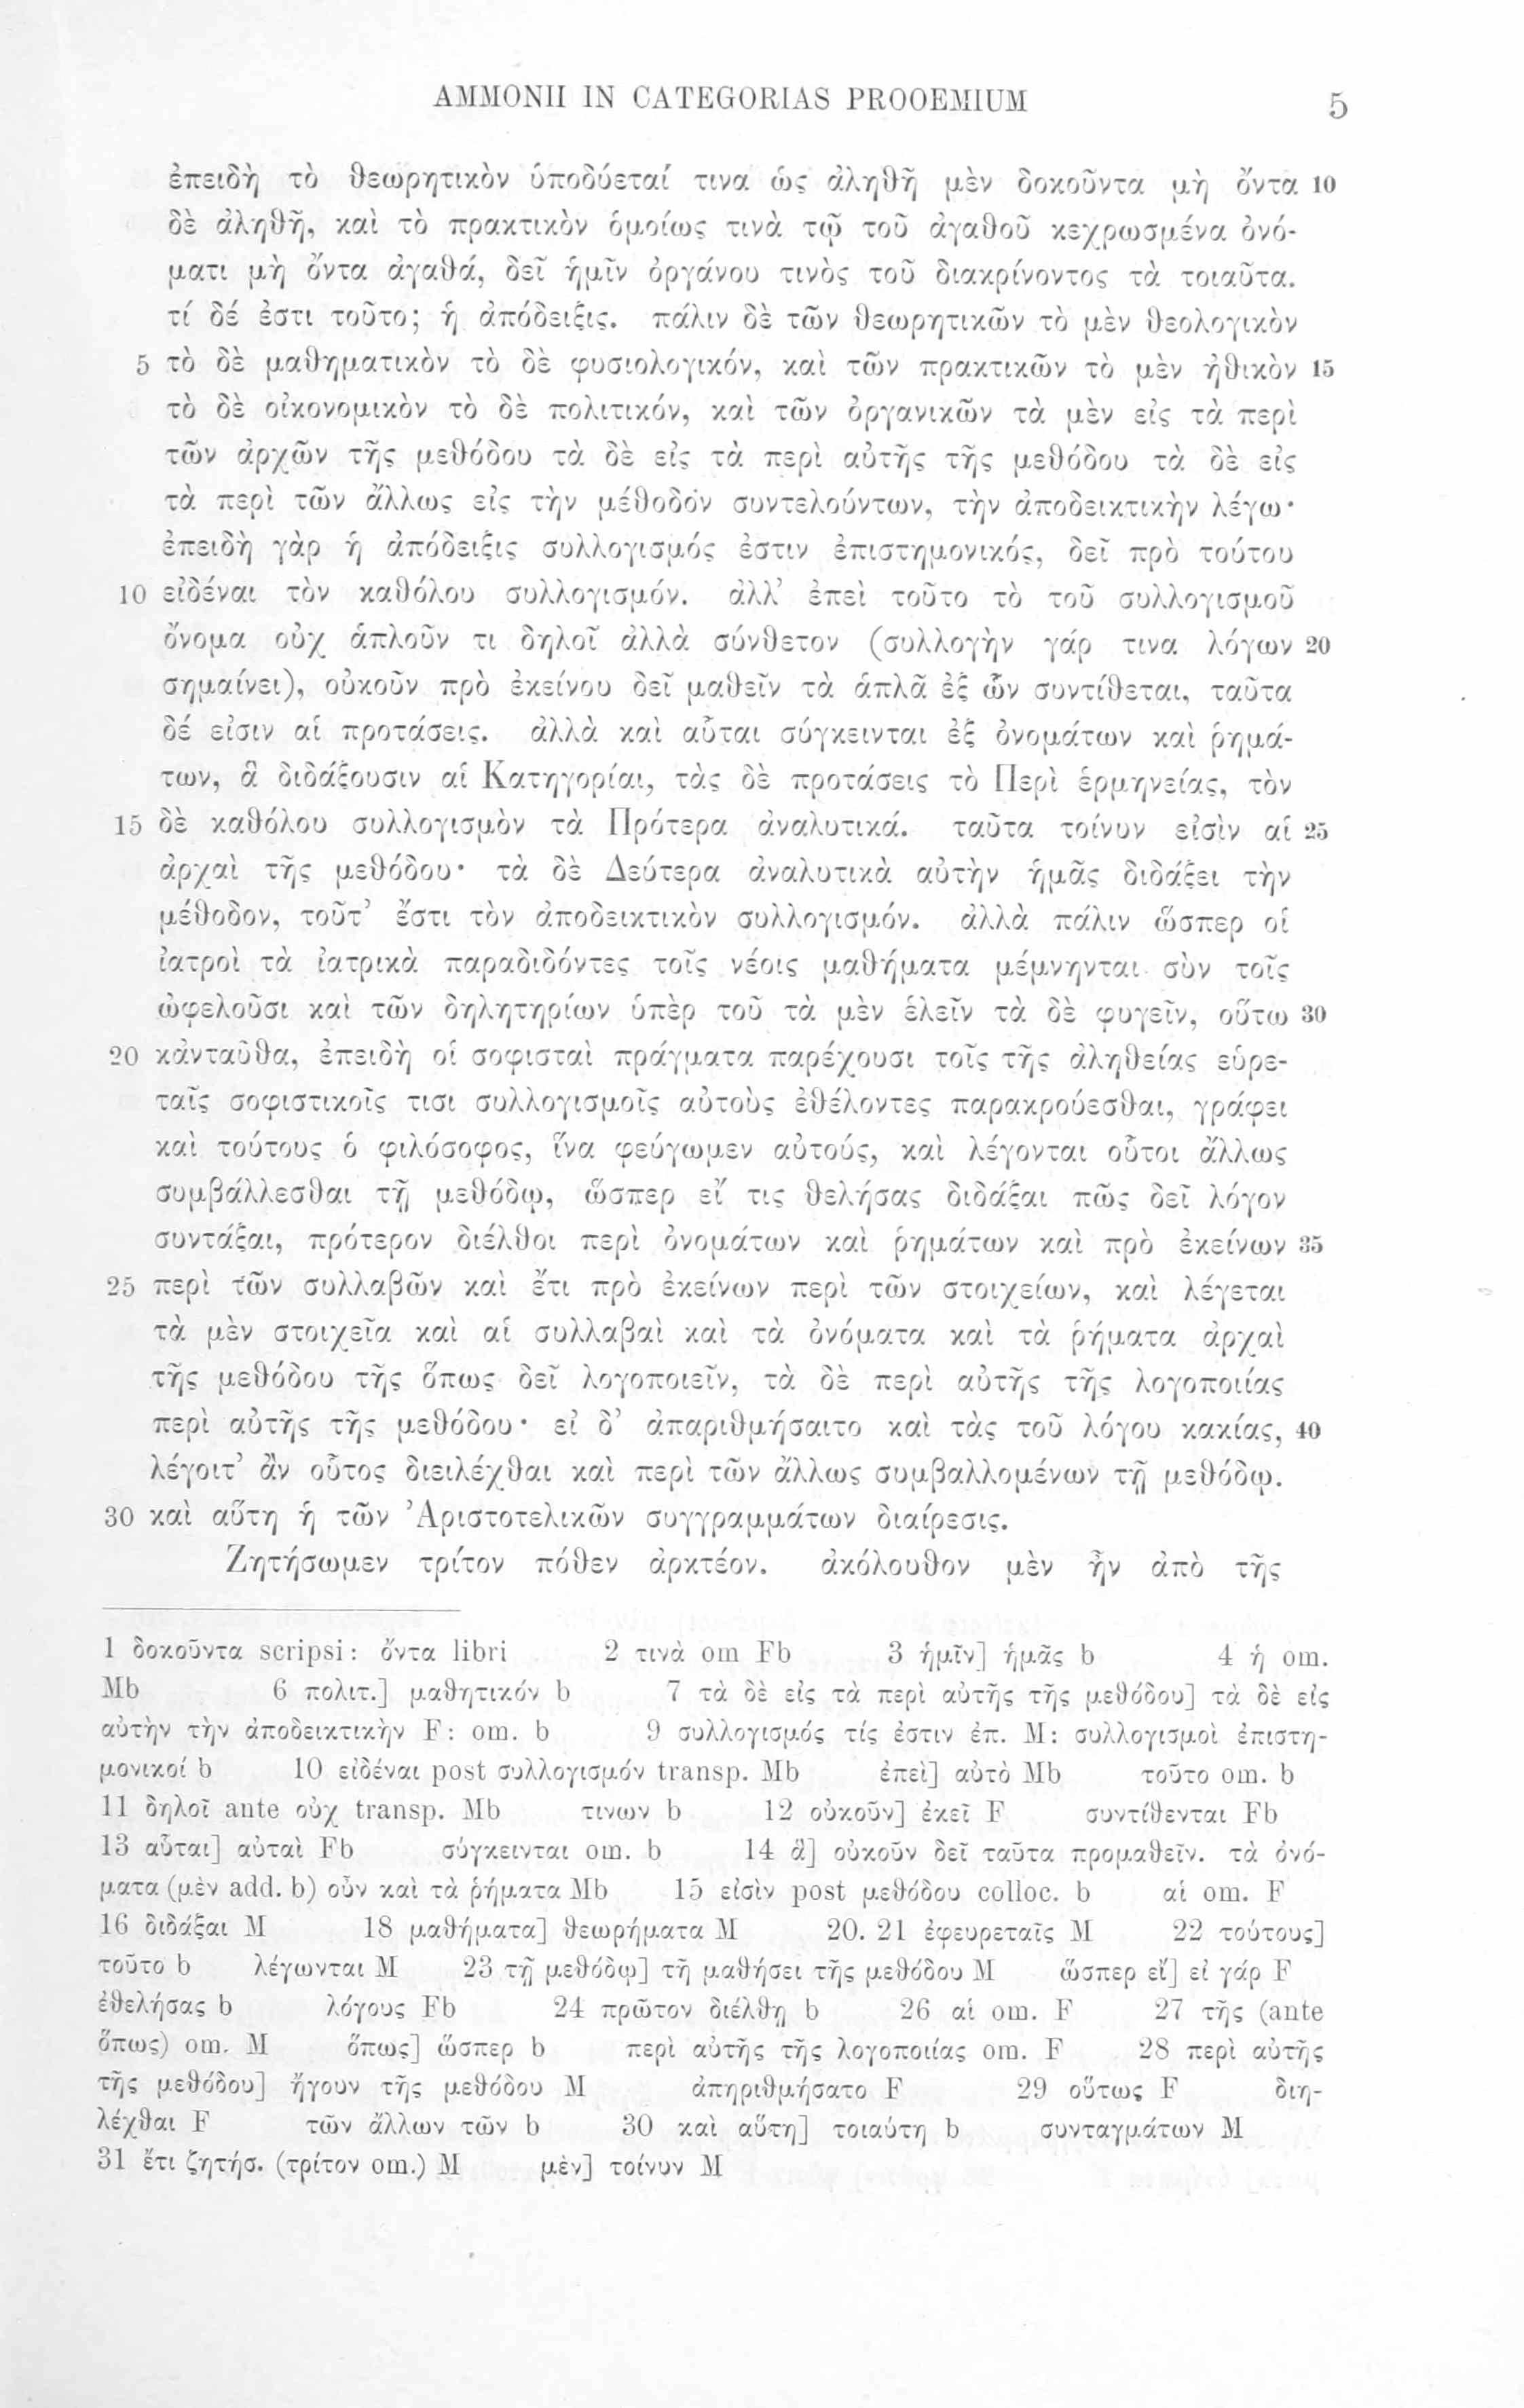 AMMONII IN CATEGORIAS PROOEMIUM 5
ἐπειδὴ τὸ θεωρητικὸν ὑποδύεταί τινα ὡς ἀληθῆ μὲν δοκοῦντα μὴ ὄντα 10
δὲ ἀληθῆ, καὶ τὸ πρακτικὸν ὁμοίως τινὰ τῷ τοῦ ἀγαθοῦ κεχρωσμένα ὀνό-
ματι μὴ ὄντα ἀγαθά, δεῖ ἡμῖν ὀργάνου τινὸς τοῦ διακρίνοντος τὰ τοιαῦτα.
τί δέ ἐστι τοῦτο; ἡ ἀπόδειξις. πάλιν δὲ τῶν θεωρητικῶν τὸ μὲν θεολογικὸν
5 τὸ δὲ μαθηματικὸν τὸ δὲ φυσιολογικόν, καὶ τῶν πρακτικῶν τὸ μὲν ἠθικὸν 15
τὸ δὲ οἰκονομικὸν τὸ δὲ πολιτικόν, καὶ τῶν ὀργανικῶν τὰ μὲν εἰς τὰ περὶ
τῶν ἀρχῶν τῆς μεθόδου τὰ δὲ εἰς τὰ περὶ αὐτῆς τῆς μεθόδου τὰ δὲ εἰς
τὰ περὶ τῶν ἄλλως εἰς τὴν μέθοδον συντελούντων, τὴν ἀποδεικτικὴν λέγω·
ἐπειδὴ γὰρ ἡ ἀπόδειξις συλλογισμός ἐστιν ἐπιστημονικός, δεῖ πρὸ τούτου
10 εἰδέναι τὸν καθόλου συλλογισμόν. ἀλλ’ ἐπεὶ τοῦτο τὸ τοῦ συλλογισμοῦ
ὄνομα οὐχ ἁπλοῦν τι δηλοῖ ἀλλὰ σύνθετον (συλλογὴν γάρ τινα λόγων 20
σημαίνει), οὐκοῦν πρὸ ἐκείνου δεῖ μαθεῖν τὰ ἁπλᾶ ἐξ ὧν συντίθεται, ταῦτα
δέ εἰσιν αἱ προτάσεις. ἀλλὰ καὶ αὗται σύγκεινται ἐξ ὀνομάτων καὶ ῥημά-
των, ἃ διδάξουσιν αἱ Κατηγορίαι, τὰς δὲ προτάσεις τὸ Περὶ ἑρμηνείας, τὸν
15 δὲ καθόλου συλλογισμὸν τὰ Πρότερα ἀναλυτικά. ταῦτα τοίνυν εἰσὶν αἱ 25
ἀρχαὶ τῆς μεθόδου· τὰ δὲ Δεύτερα ἀναλυτικὰ αὐτὴν ἡμᾶς διδάξει τὴν
μέθοδον, τοῦτ’ ἔστι τὸν ἀποδεικτικὸν συλλογισμόν. ἀλλὰ πάλιν ὥσπερ οἱ
ἰατροὶ τὰ ἰατρικὰ παραδιδόντες τοῖς νέοις μαθήματα μέμνηνται σὺν τοῖς
ὠφελοῦσι καὶ τῶν δηλητηρίων ὑπὲρ τοῦ τὰ μὲν ἑλεῖν τὰ δὲ φυγεῖν, οὕτω 30
20 κἀνταῦθα, ἐπειδὴ οἱ σοφισταὶ πράγματα παρέχουσι τοῖς τῆς ἀληθείας εὑρε-
ταῖς σοφιστικοῖς τισι συλλογισμοῖς αὐτοὺς ἐθέλοντες παρακρούεσθαι, γράφει
καὶ τούτους ὁ φιλόσοφος, ἵνα φεύγωμεν αὐτούς, καὶ λέγονται οὗτοι ἄλλως
συμβάλλεσθαι τῇ μεθόδῳ, ὥσπερ εἴ τις θελήσας διδάξαι πῶς δεῖ λόγον
συντάξαι, πρότερον διέλθοι περὶ ὀνομάτων καὶ ῥημάτων καὶ πρὸ ἐκείνων 35
25 περὶ τῶν συλλαβῶν καὶ ἔτι πρὸ ἐκείνων περὶ τῶν στοιχείων, καὶ λέγεται
τὰ μὲν στοιχεῖα καὶ αἱ συλλαβαὶ καὶ τὰ ὀνόματα καὶ τὰ ῥήματα ἀρχαὶ
τῆς μεθόδου τῆς ὅπως δεῖ λογοποιεῖν, τὰ δὲ περὶ αὐτῆς τῆς λογοποιίας
περὶ αὐτῆς τῆς μεθόδου· εἰ δ’ ἀπαριθμήσαιτο καὶ τὰς τοῦ λόγου κακίας, 40
λέγοιτ’ ἂν οὗτος διειλέχθαι καὶ περὶ τῶν ἄλλως συμβαλλομένων τῇ μεθόδῳ.
30 καὶ αὕτη ἡ τῶν Ἀριστοτελικῶν συγγραμμάτων διαίρεσις.
Ζητήσωμεν τρίτον πόθεν ἀρκτέον. ἀκόλουθον μὲν ἦν ἀπὸ τῆς
1 δοκοῦντα scripsi: ὄντα libri 2 τινὰ om Fb 3 ἡμῖν] ἡμᾶς b 4 ἡ om.
Mb 6 πολιτ.] μαθητικόν b 7 τὰ δὲ εἰς τὰ περὶ αὐτῆς τῆς μεθόδου] τὰ δὲ εἰς
αὐτὴν τὴν ἀποδεικτικὴν F: om. b 9 συλλογισμός τίς ἐστιν ἐπ. M: συλλογισμοὶ ἐπιστη-
μονικοί b 10 εἰδέναι post συλλογισμόν transp. Mb ἐπεὶ] αὐτὸ Mb τοῦτο om. b
11 δηλοῖ ante οὐχ transp. Mb τινων b 12 οὐκοῦν] ἐκεῖ F συντίθενται Fb
13 αὗται] αὐταὶ Fb σύγκεινται om. b 14 ἃ] οὐκοῦν δεῖ ταῦτα προμαθεῖν. τὰ ὀνό-
ματα (μὲν add. b) οὖν καὶ τὰ ῥήματα Mb 15 εἰσὶν post μεθόδου colloc. b αἱ om. F
16 διδάξαι M 18 μαθήματα] θεωρήματα M 20. 21 ἐφευρεταῖς M 22 τούτους]
τοῦτο b λέγωνται M 23 τῇ μεθόδῳ] τῇ μαθήσει τῆς μεθόδου M ὥσπερ εἴ] εἰ γάρ F
ἐθελήσας b λόγους Fb 24 πρῶτον διέλθῃ b 26 αἱ om. F 27 τῆς (ante
ὅπως) om. M ὅπως] ὥσπερ b περὶ αὐτῆς τῆς λογοποιίας om. F 28 περὶ αὐτῆς
τῆς μεθόδου] ἤγουν τῆς μεθόδου M ἀπηριθμήσατο F 29 οὕτως F διη-
λέχθαι F τῶν ἄλλων τῶν b 30 καὶ αὕτη] τοιαύτη b συνταγμάτων M
31 ἔτι ζητήσ. (τρίτον om.) M μὲν] τοίνυν M